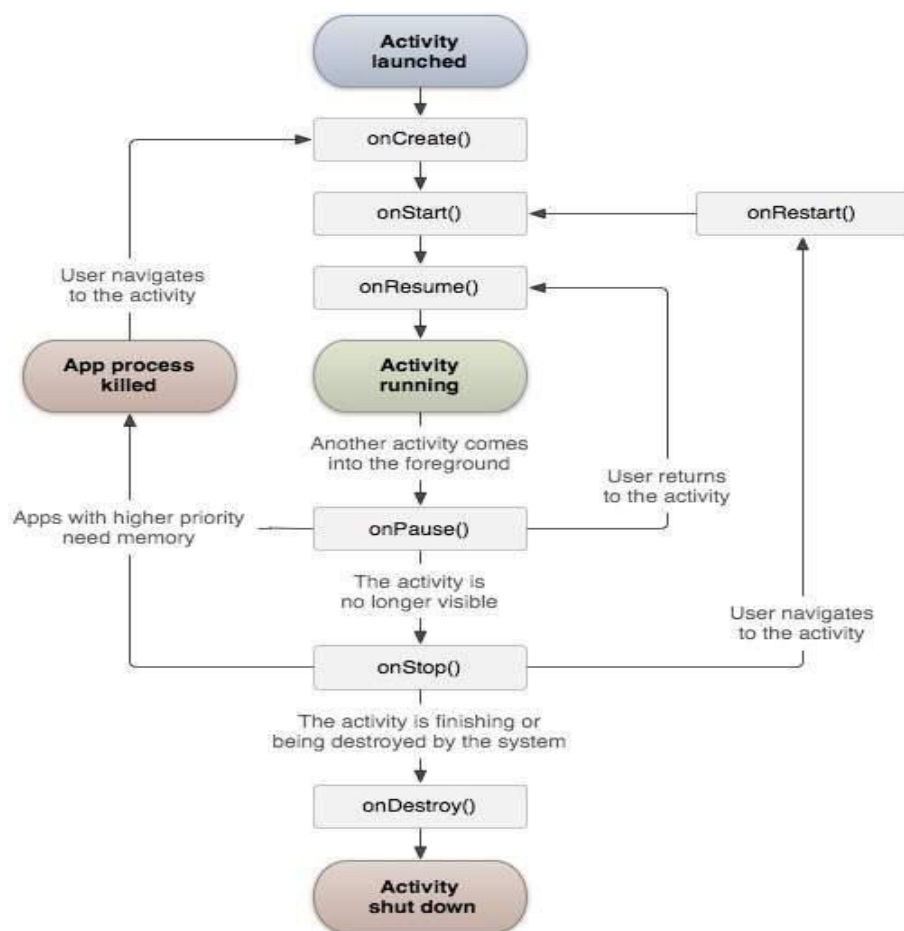 Activity
launched
onCreate()
onStart()
onRestart()
User navigates
to the activity
onResume()
App process
killed
Activity
running
Another activity comes
into the foreground
User returns
to the activity
Apps with higher priority
need memory
onPause()
The activity is
no longer visible
User navigates
to the activity
onStop()
The activity is finishing or
being destroyed by the system
onDestroy()
Activity
shut down